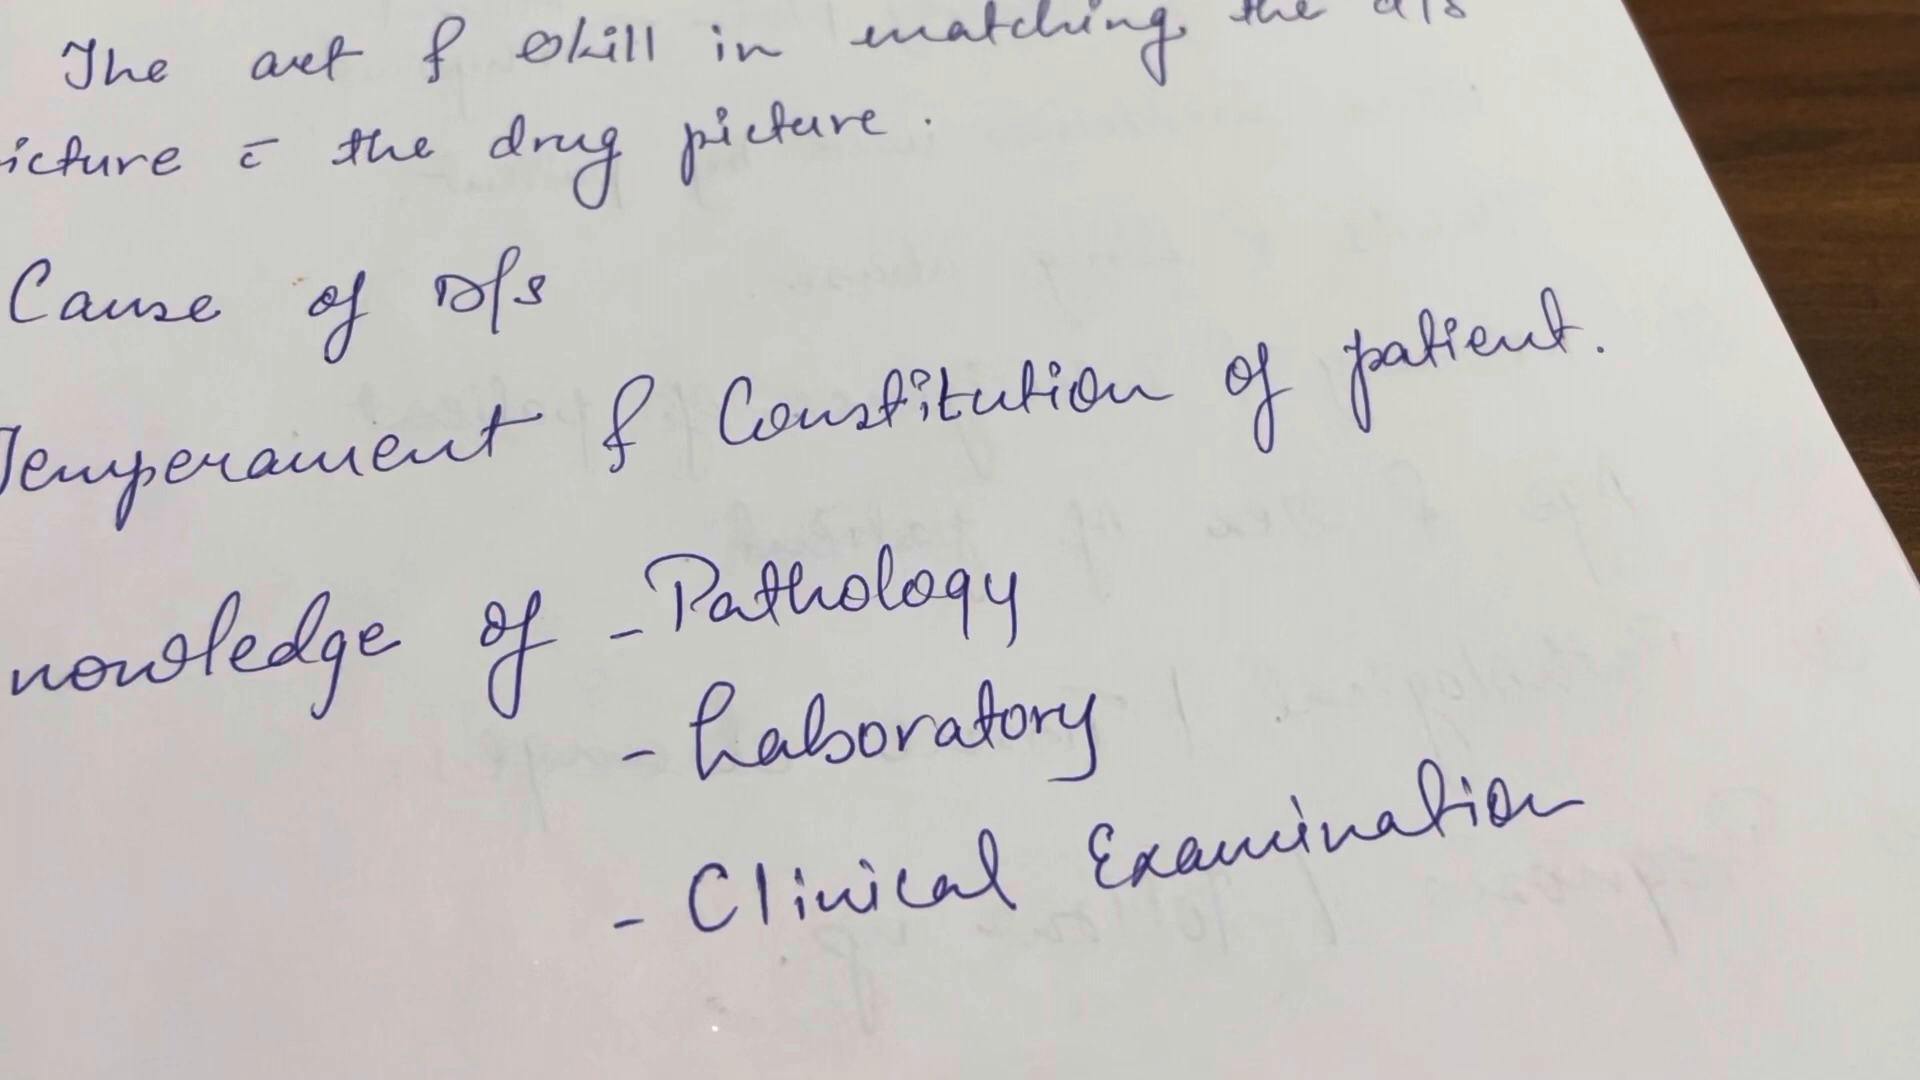 The art & skill in matching the d/s
icture c̄ the drug picture.
Cause of D/s
Temperament & Constitution of patient.
nowledge of - Pathology
- Laboratory
- Clinical Examination